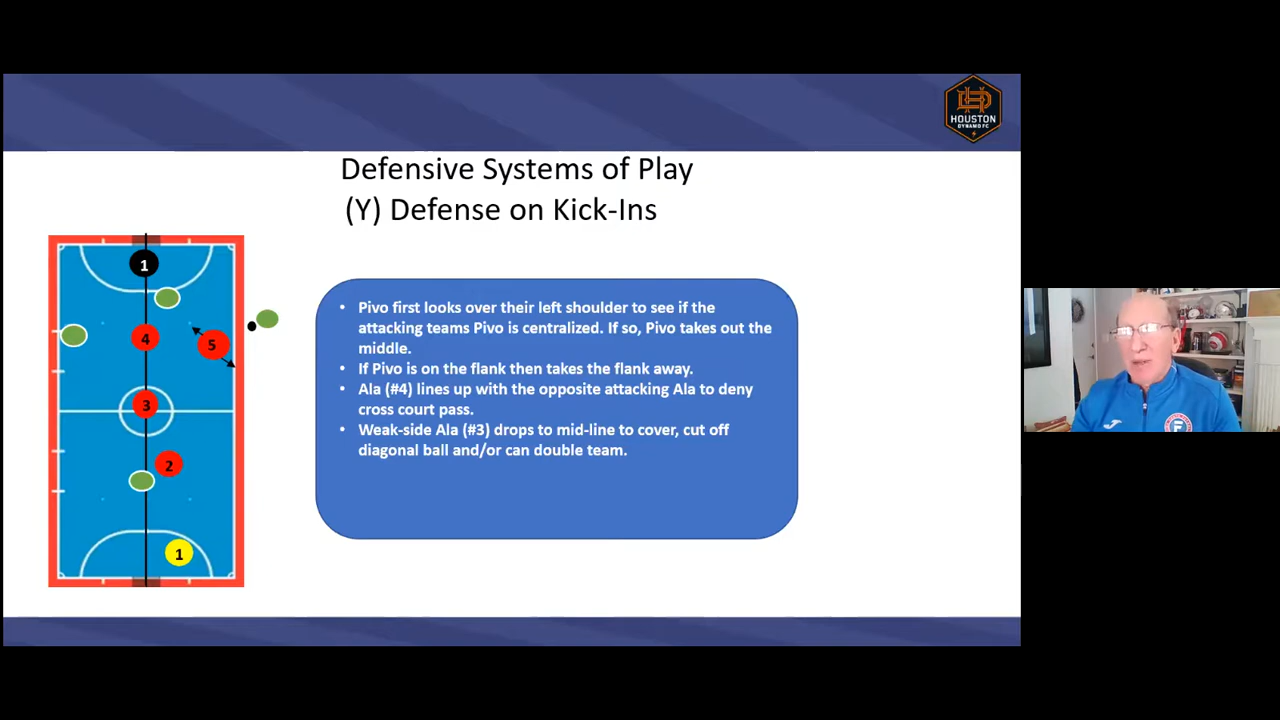 HOUSTON
DYNAMO FC
Defensive Systems of Play
(Y) Defense on Kick-Ins
1
4
5
3
2
1
• Pivo first looks over their left shoulder to see if the
attacking teams Pivo is centralized. If so, Pivo takes out the
middle.
• If Pivo is on the flank then takes the flank away.
• Ala (#4) lines up with the opposite attacking Ala to deny
cross court pass.
• Weak-side Ala (#3) drops to mid-line to cover, cut off
diagonal ball and/or can double team.